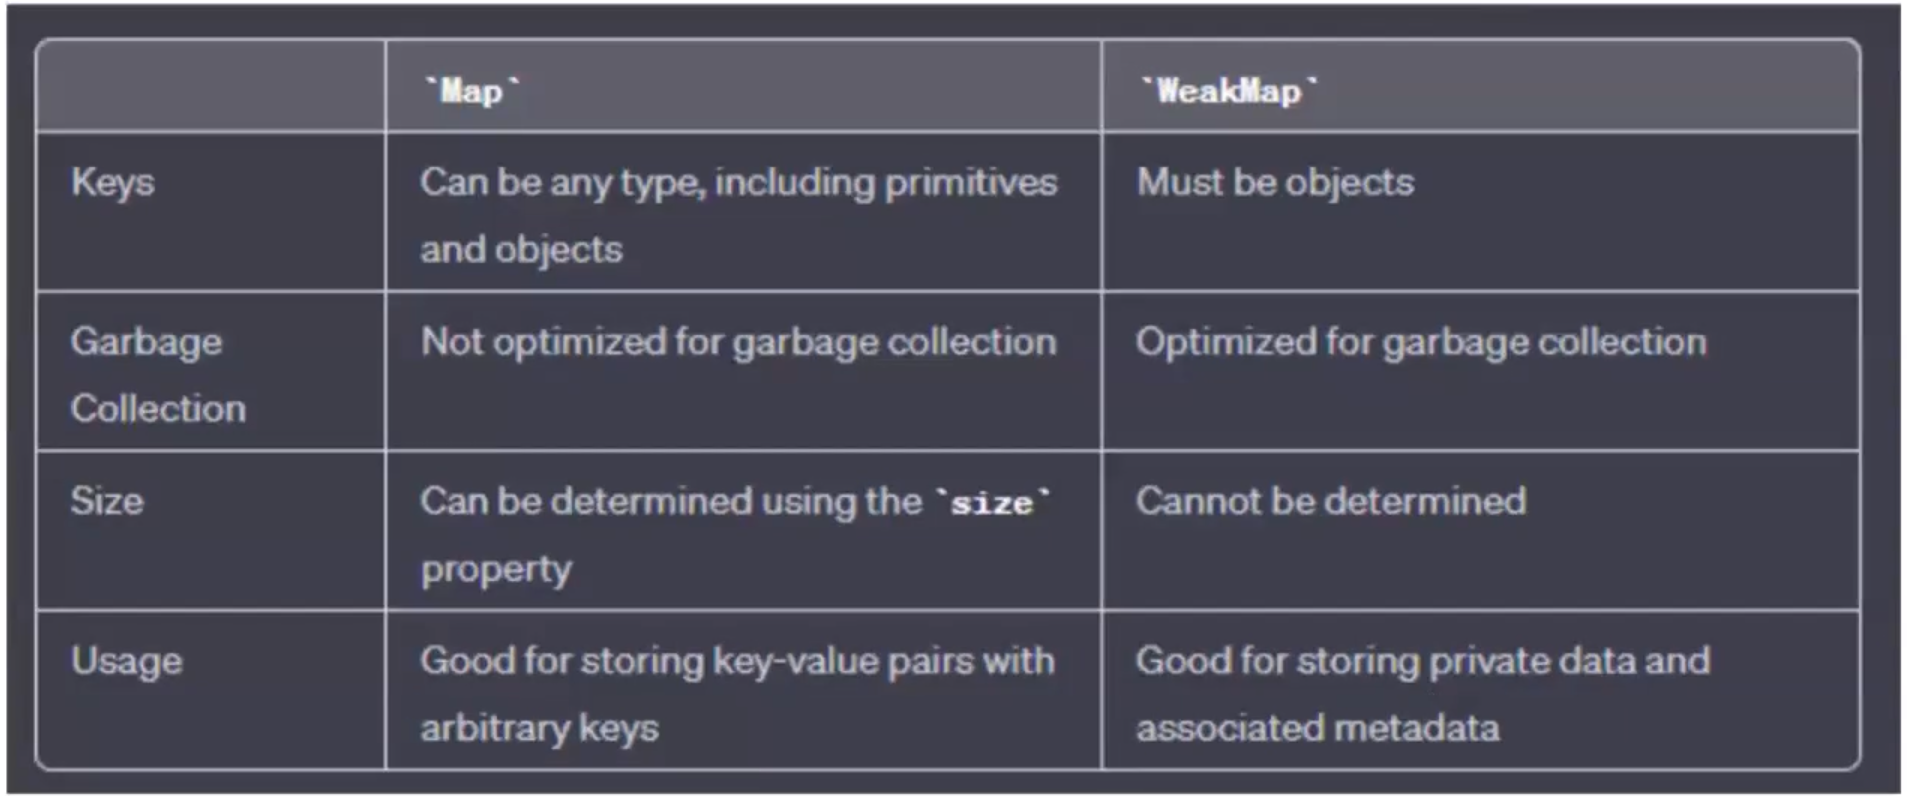 `Map`
`WeakMap`
Keys
Can be any type, including primitives
and objects
Must be objects
Garbage
Collection
Not optimized for garbage collection
Optimized for garbage collection
Size
Can be determined using the `size`
property
Cannot be determined
Usage
Good for storing key-value pairs with
arbitrary keys
Good for storing private data and
associated metadata